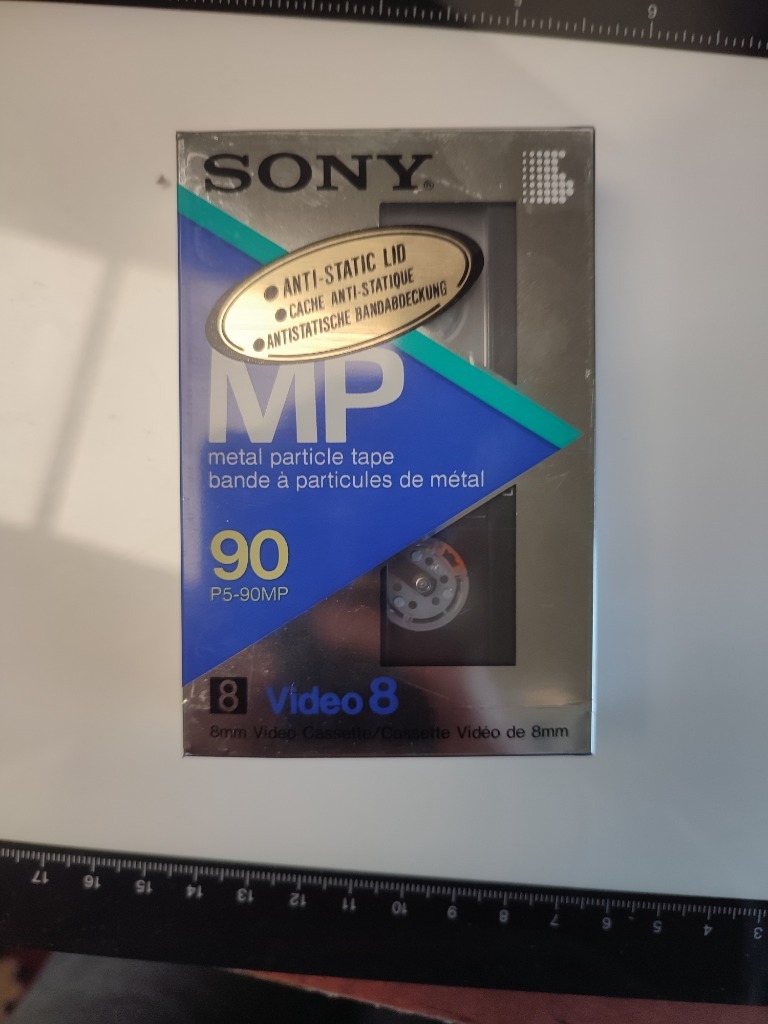 6
SONY®
● ANTI-STATIC LID
● CACHE ANTI-STATIQUE
● ANTISTATISCHE BANDABDECKUNG
MP
metal particle tape
bande à particules de métal
90
P5-90MP
8 Video 8
8mm Video Cassette/Cassette Vidéo de 8mm
17 16 15 14 13 12 11 10 9 8 7 6 5 4 3